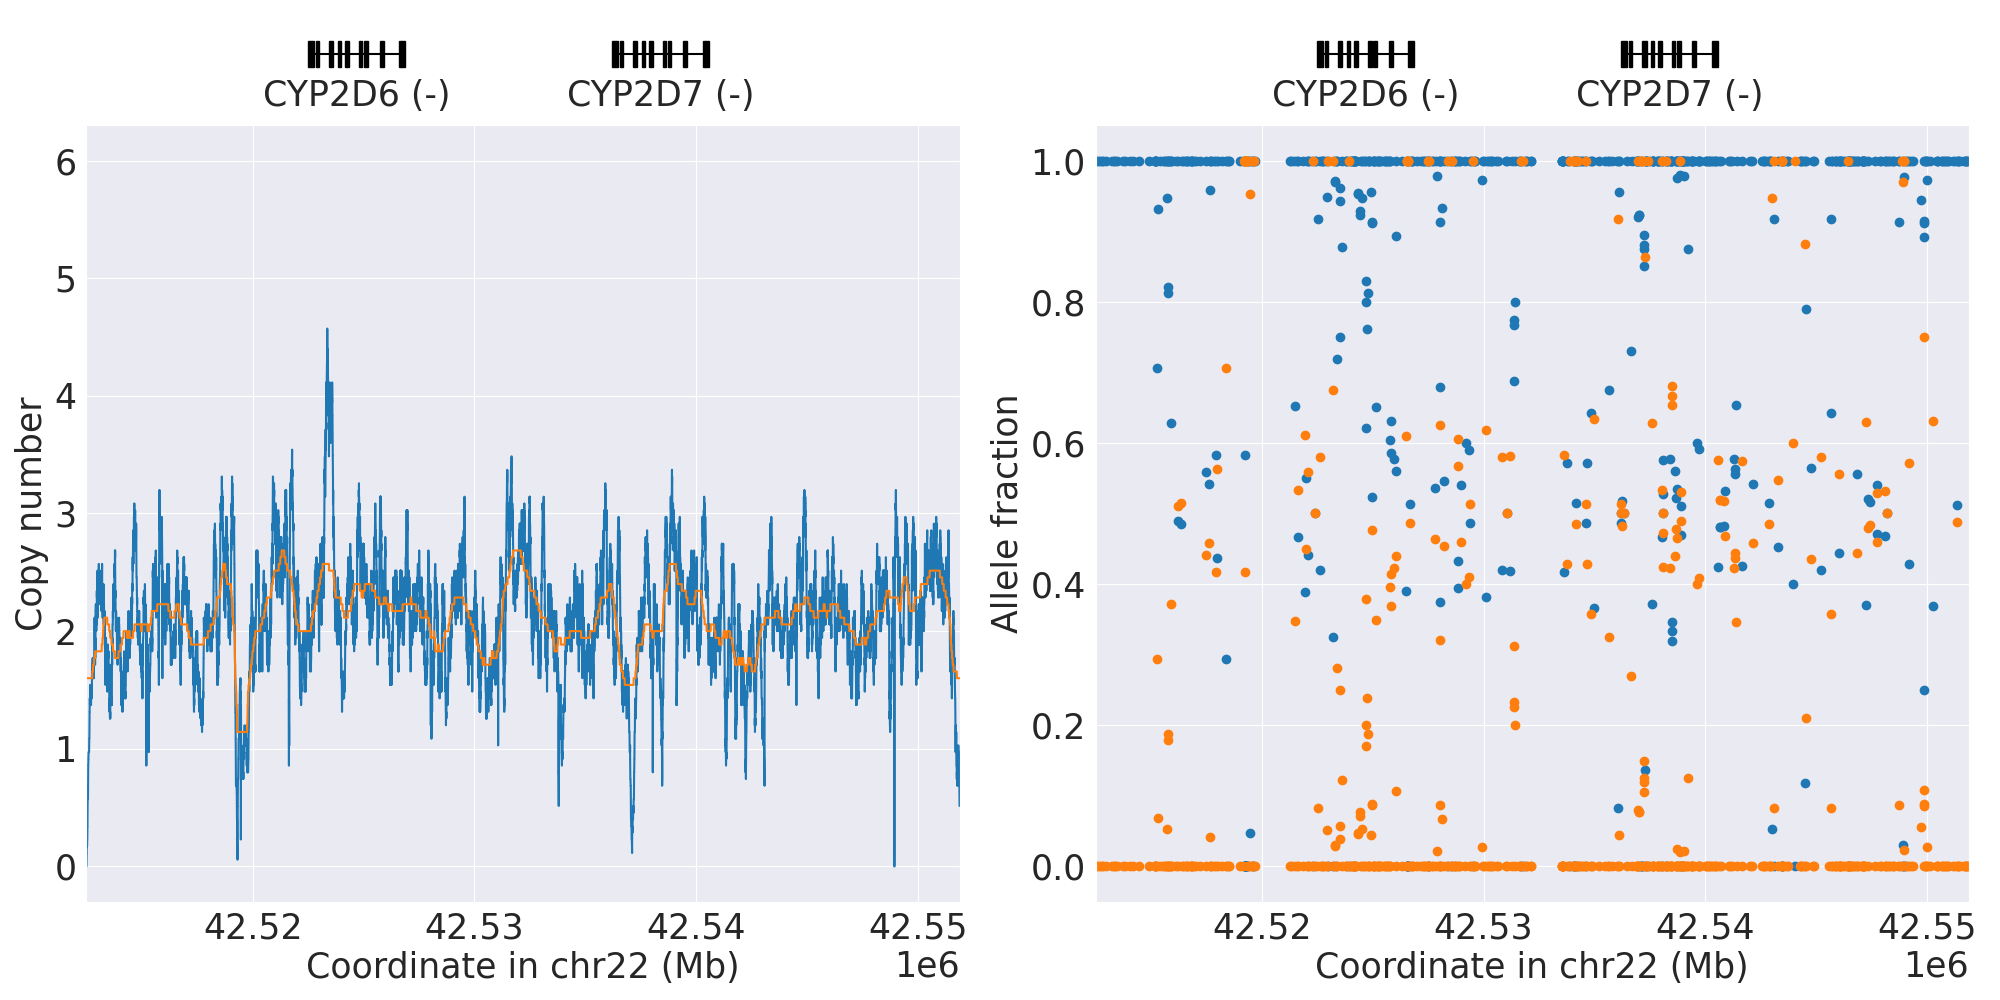 CYP2D6 (-) CYP2D7 (-)
6
5
4
3
2
1
0
Copy number
42.52 42.53 42.54 42.55
Coordinate in chr22 (Mb) 1e6
CYP2D6 (-) CYP2D7 (-)
1.0
0.8
0.6
0.4
0.2
0.0
Allele fraction
42.52 42.53 42.54 42.55
Coordinate in chr22 (Mb) 1e6